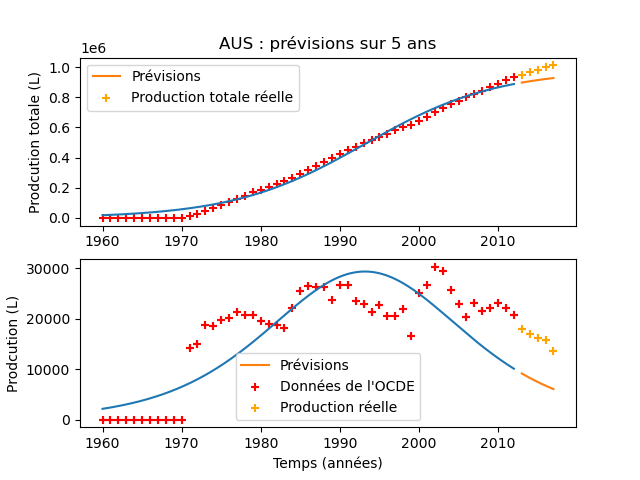 AUS : prévisions sur 5 ans
1e6
Prodcution totale (L)
1.0
0.8
0.6
0.4
0.2
0.0
Prévisions
Production totale réelle
1960 1970 1980 1990 2000 2010
Prodcution (L)
30000
20000
10000
0
Prévisions
Données de l'OCDE
Production réelle
1960 1970 1980 1990 2000 2010
Temps (années)